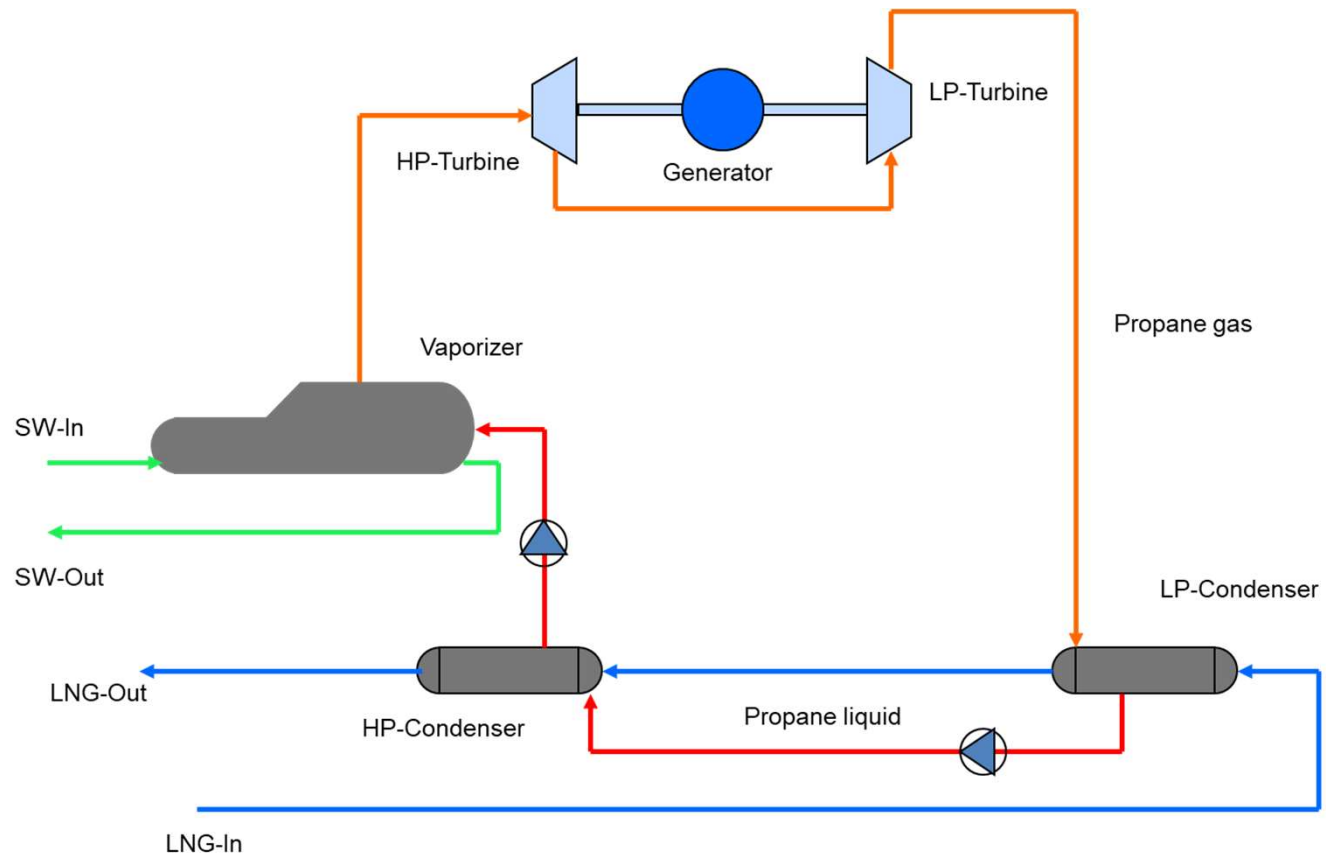 LP-Turbine
HP-Turbine
Generator
Propane gas
Vaporizer
SW-In
SW-Out
LP-Condenser
LNG-Out
Propane liquid
HP-Condenser
LNG-In